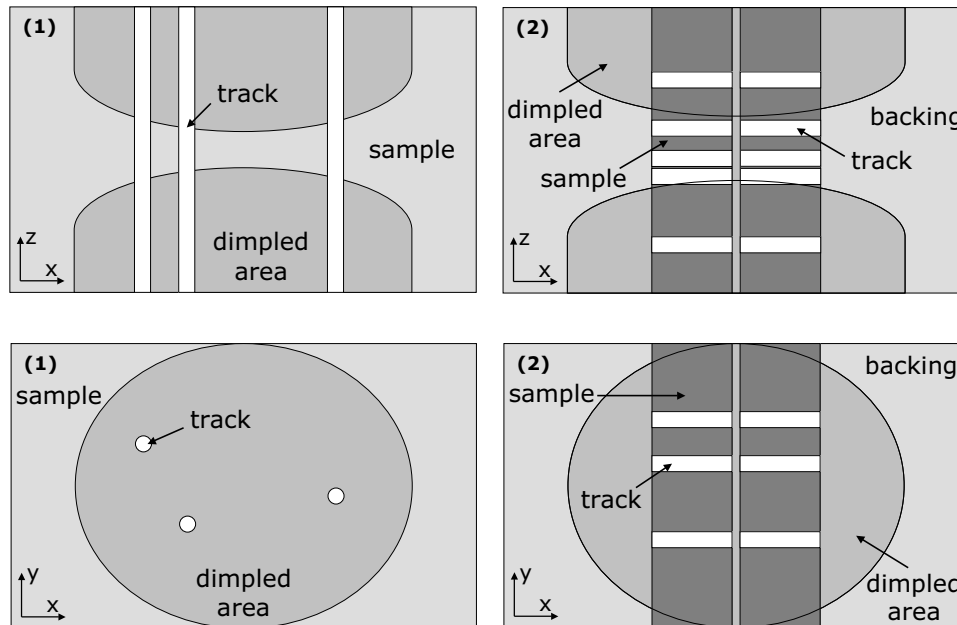 (1)
track
sample
dimpled
area
z
x
(2)
dimpled
area
backing
track
sample
z
x
(1)
sample
track
dimpled
area
y
x
(2)
backing
sample
track
dimpled
area
y
x